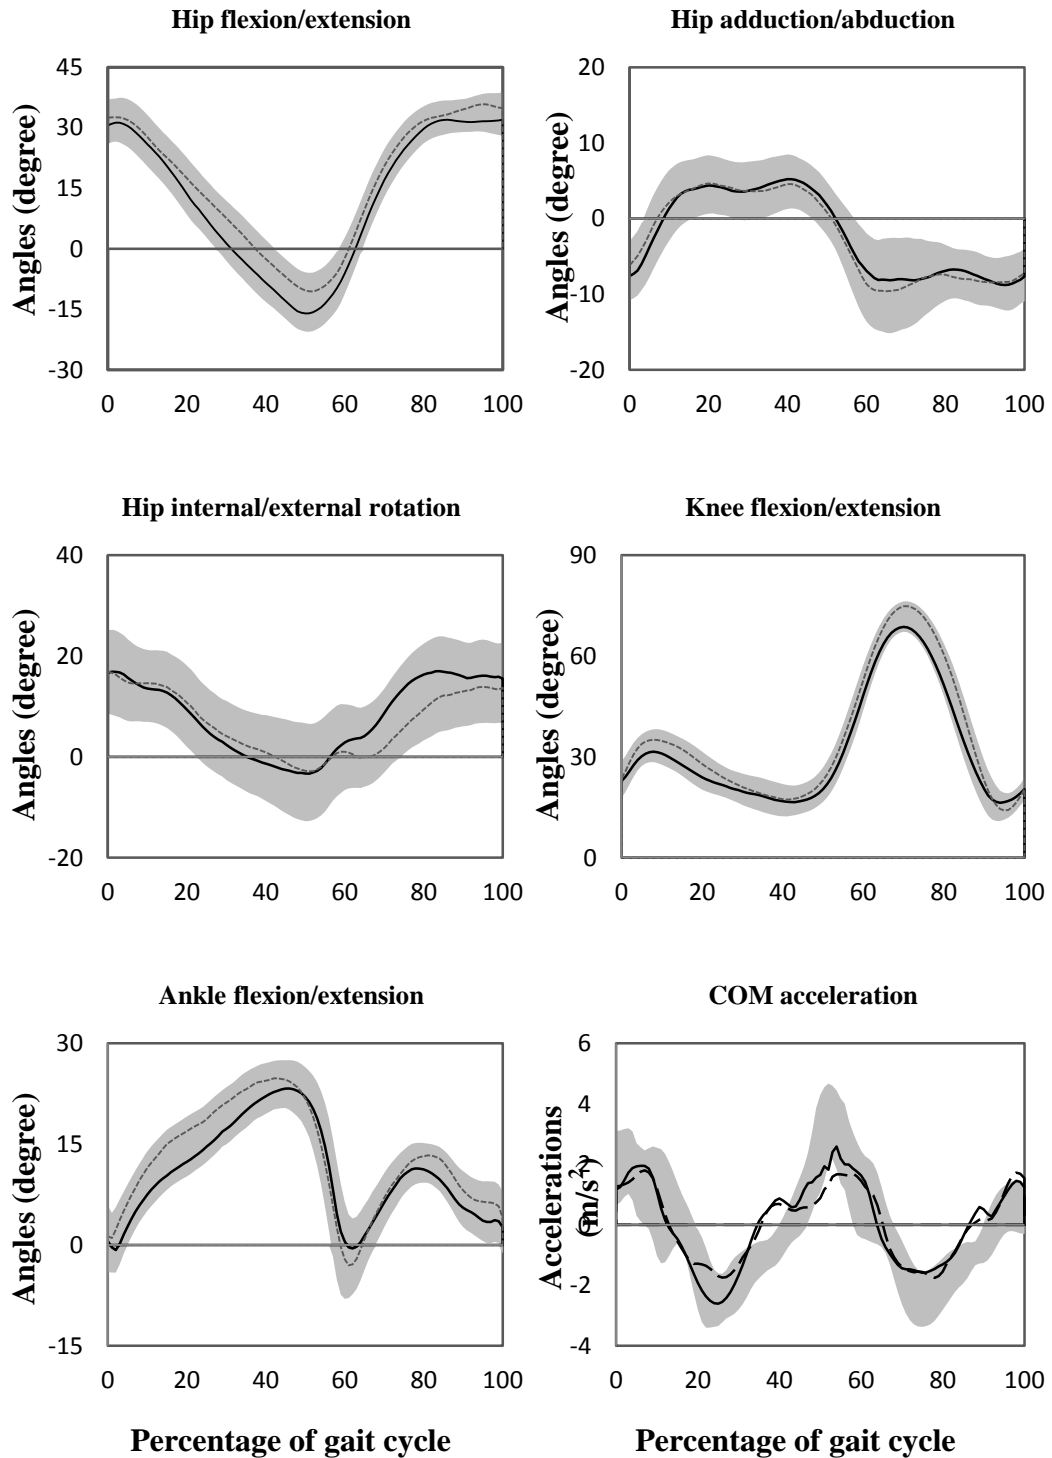 Hip flexion/extension
Angles (degree)
45
30
15
0
-15
-30
0 20 40 60 80 100
Hip adduction/abduction
Angles (degree)
20
10
0
-10
-20
0 20 40 60 80 100
Hip internal/external rotation
Angles (degree)
40
20
0
-20
0 20 40 60 80 100
Knee flexion/extension
Angles (degree)
90
60
30
0
0 20 40 60 80 100
Ankle flexion/extension
Angles (degree)
30
15
0
-15
0 20 40 60 80 100
Percentage of gait cycle
COM acceleration
Accelerations
(m/s²)
6
4
2
0
-2
-4
0 20 40 60 80 100
Percentage of gait cycle